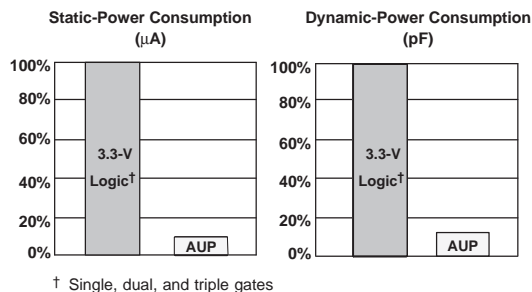 Static-Power Consumption
(μA)
100%
80%
60%
40%
20%
0%
3.3-V
Logic†
AUP
Dynamic-Power Consumption
(pF)
100%
80%
60%
40%
20%
0%
3.3-V
Logic†
AUP
† Single, dual, and triple gates